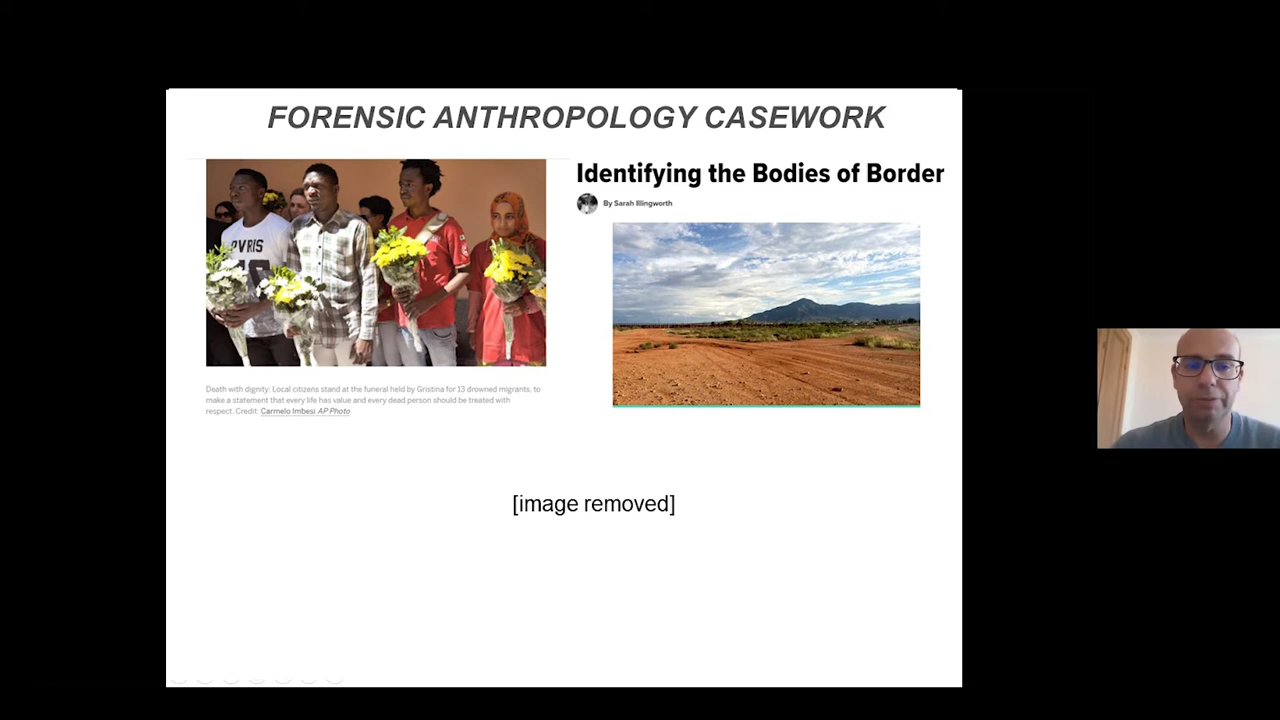 FORENSIC ANTHROPOLOGY CASEWORK
PVRIS
Death with dignity: Local citizens stand at the funeral held by Gristina for 13 drowned migrants, to
make a statement that every life has value and every dead person should be treated with
respect. Credit: Carmelo Imbesi AP Photo
Identifying the Bodies of Border
By Sarah Illingworth
[image removed]